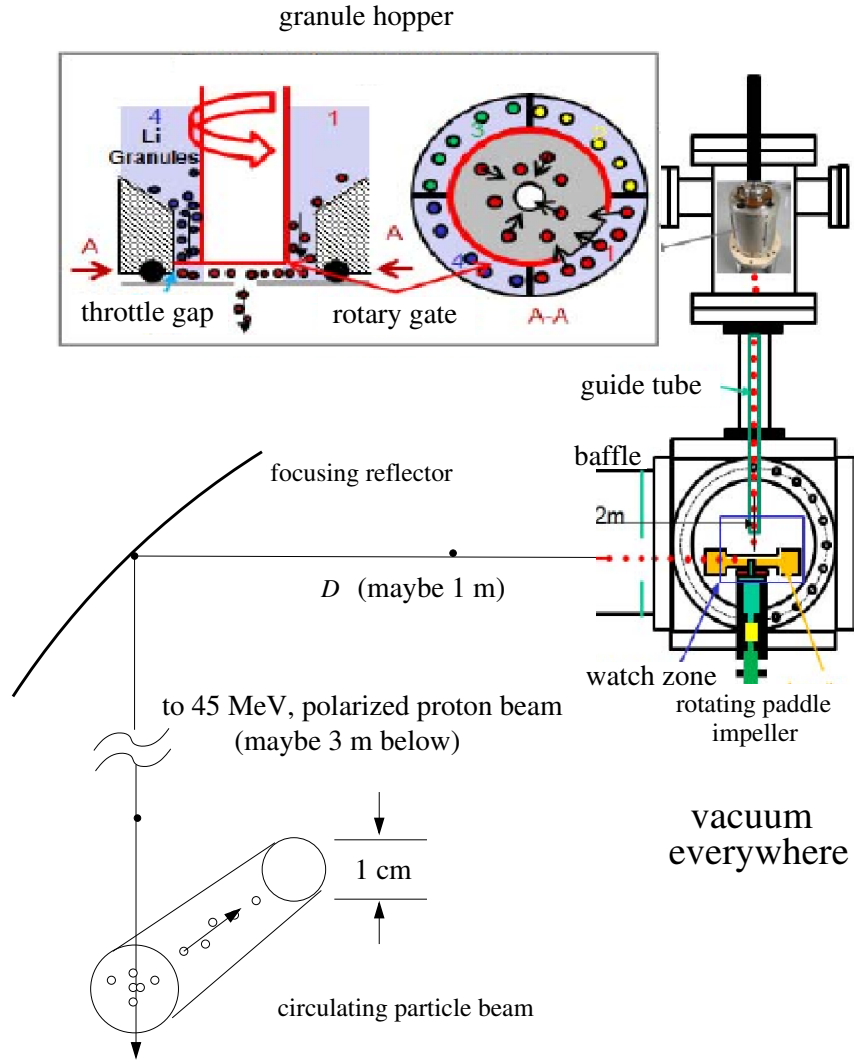 granule hopper
4
Li
Granules
1
3
2
4
1
A
A
throttle gap
rotary gate
A-A
guide tube
baffle
focusing reflector
2m
D (maybe 1 m)
watch zone
rotating paddle
impeller
to 45 MeV, polarized proton beam
(maybe 3 m below)
vacuum
everywhere
1 cm
circulating particle beam